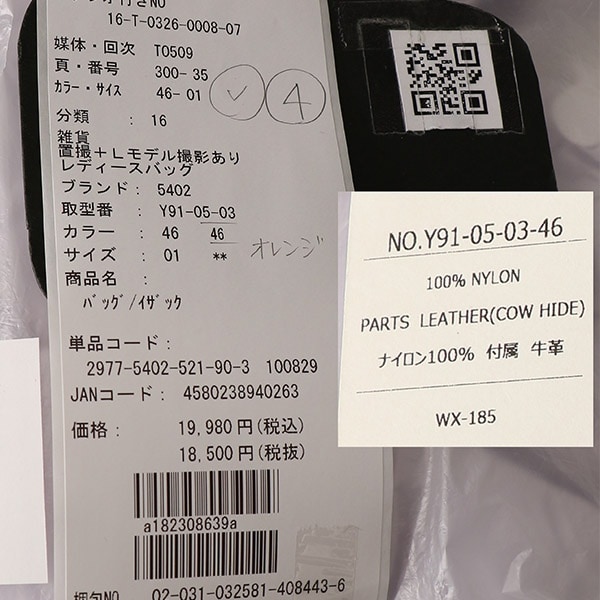 16-T-0326-0008-07
媒体・回次 T0509
頁・番号 300-35
カラー・サイズ 46-01
④
分類 : 16
雑貨
置撮+Lモデル撮影あり
レディースバッグ
ブランド: 5402
取型番 : Y91-05-03
カラー : 46 46
サイズ : 01 **
オレンジ
商品名 :
バッグ/イザック
単品コード:
2977-5402-521-90-3 100829
JANコード: 4580238940263
価格: 19,980円(税込)
18,500円(税抜)
a182308639a
梱包NO 02-031-032581-408443-6
NO.Y91-05-03-46
100% NYLON
PARTS LEATHER(COW HIDE)
ナイロン100% 付属 牛革
WX-185